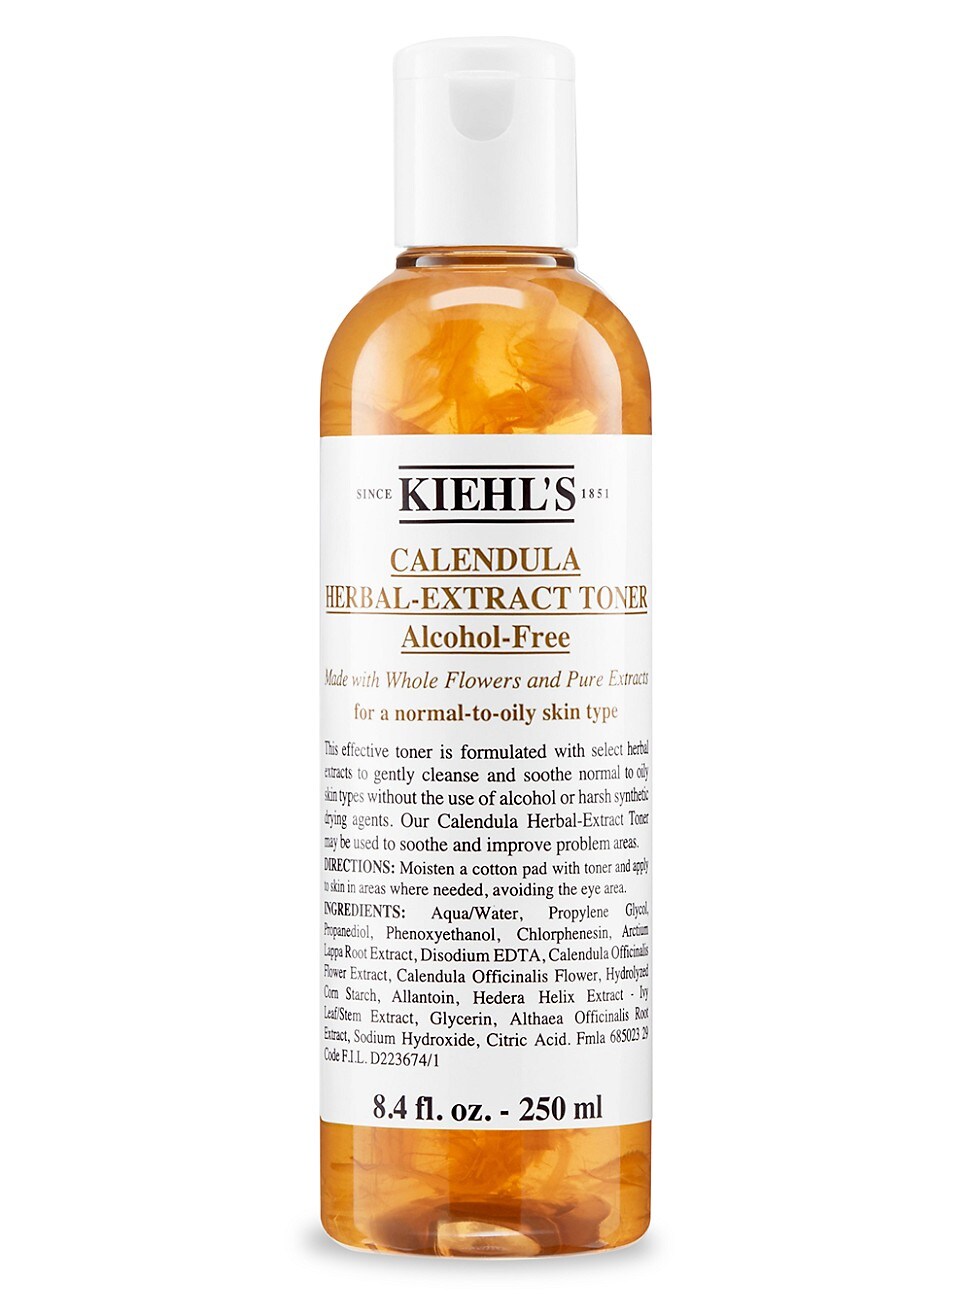 SINCE KIEHL'S 1851
CALENDULA
HERBAL-EXTRACT TONER
Alcohol-Free
Made with Whole Flowers and Pure Extracts
for a normal-to-oily skin type
This effective toner is formulated with select herbal
extracts to gently cleanse and soothe normal to oily
skin types without the use of alcohol or harsh synthetic
drying agents. Our Calendula Herbal-Extract Toner
may be used to soothe and improve problem areas.
DIRECTIONS: Moisten a cotton pad with toner and apply
to skin in areas where needed, avoiding the eye area.
INGREDIENTS: Aqua/Water, Propylene Glycol,
Propanediol, Phenoxyethanol, Chlorphenesin, Arctium
Lappa Root Extract, Disodium EDTA, Calendula Officinalis
Flower Extract, Calendula Officinalis Flower, Hydrolyzed
Corn Starch, Allantoin, Hedera Helix Extract - Ivy
Leaf/Stem Extract, Glycerin, Althaea Officinalis Root
Extract, Sodium Hydroxide, Citric Acid. Fmla 685023 29
Code F.I.L. D223674/1
8.4 fl. oz. - 250 ml